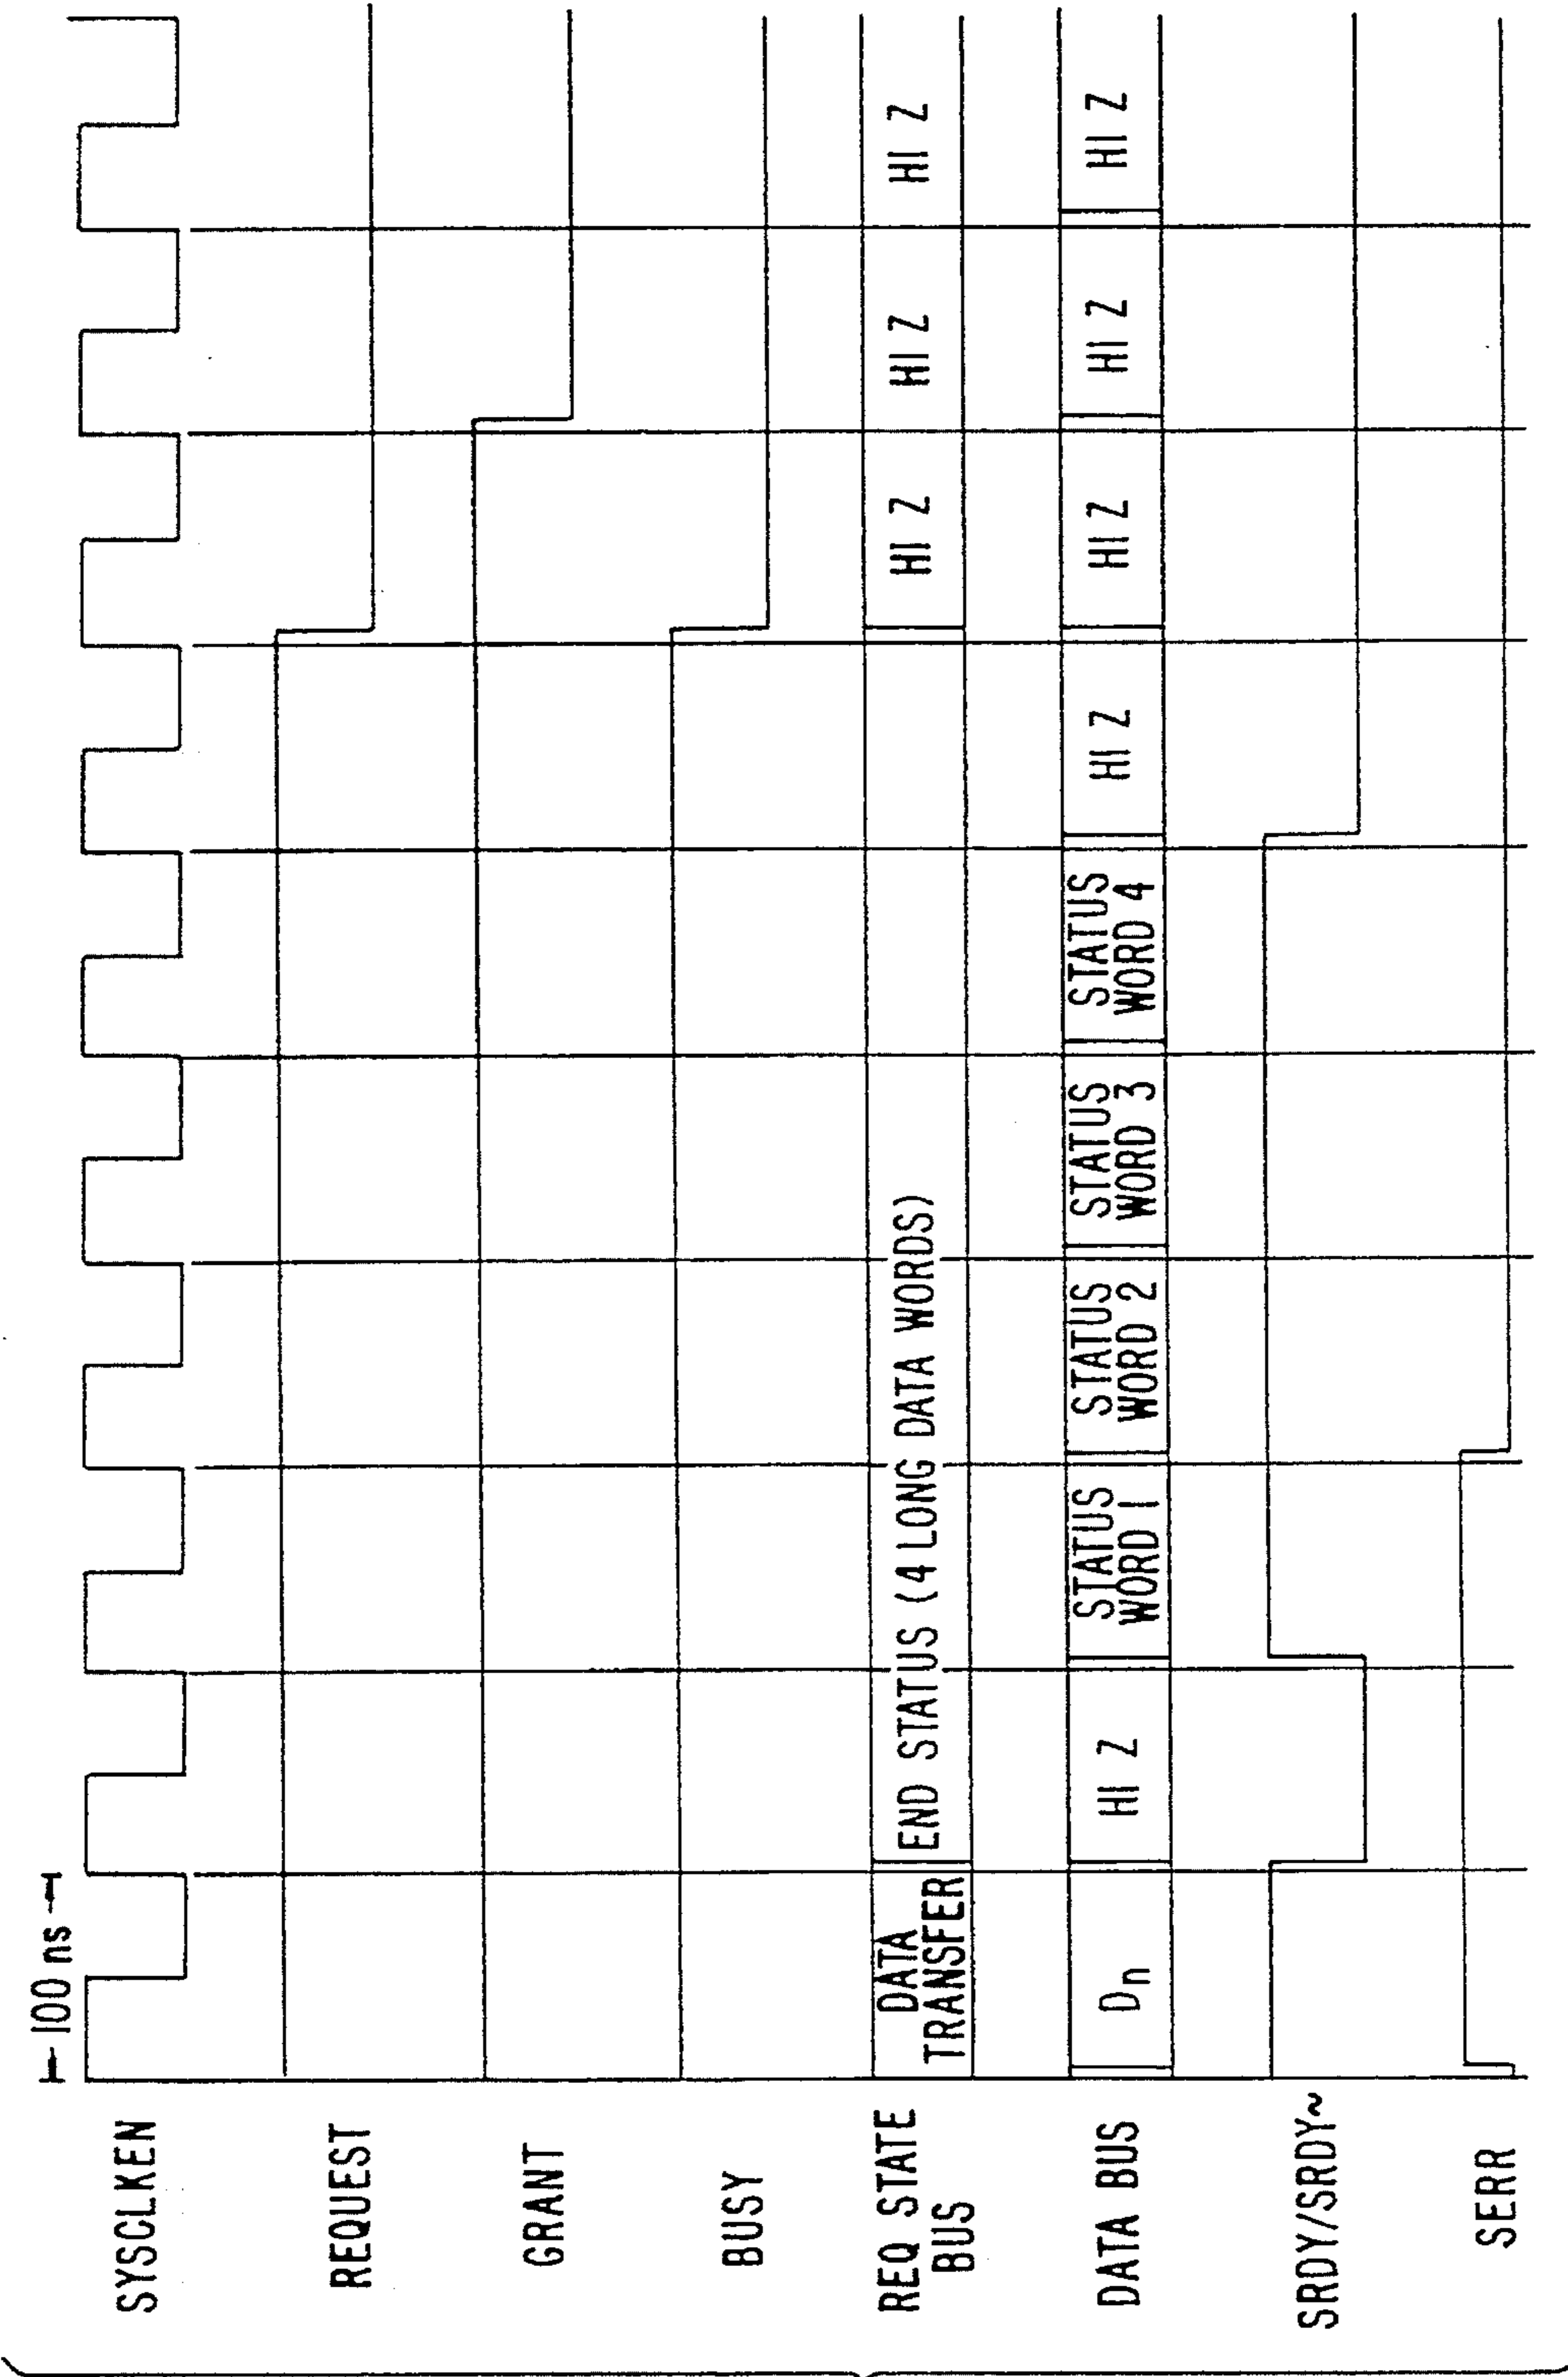 100 ns
SYSCLKEN
REQUEST
GRANT
BUSY
REQ STATE
BUS
DATA
TRANSFER
END STATUS (4 LONG DATA WORDS)
HI Z
HI Z
HI Z
DATA BUS
Dn
HI Z
STATUS
WORD 1
STATUS
WORD 2
STATUS
WORD 3
STATUS
WORD 4
HI Z
HI Z
HI Z
HI Z
SRDY/SRDY~
SERR